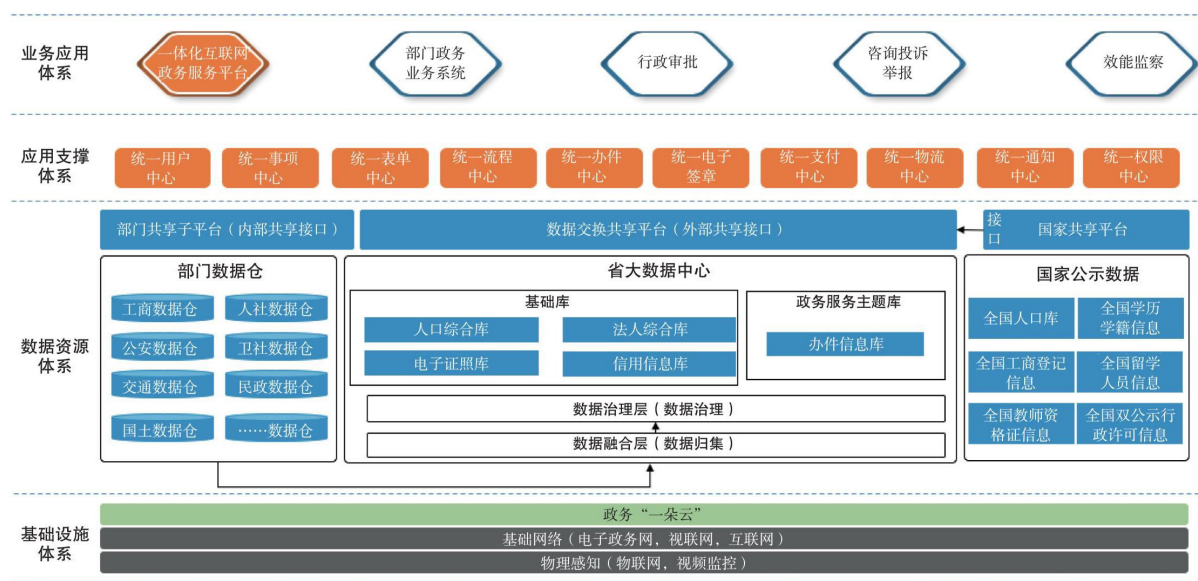 业务应用
体系
一体化互联网
政务服务平台
部门政务
业务系统
行政审批
咨询投诉
举报
效能监察
应用支撑
体系
统一用户
中心
统一事项
中心
统一表单
中心
统一流程
中心
统一办件
中心
统一电子
签章
统一支付
中心
统一物流
中心
统一通知
中心
统一权限
中心
数据资源
体系
部门共享子平台（内部共享接口）
数据交换共享平台（外部共享接口）
接
口
国家共享平台
部门数据仓
工商数据仓
人社数据仓
公安数据仓
卫社数据仓
交通数据仓
民政数据仓
国土数据仓
……数据仓
省大数据中心
基础库
人口综合库
法人综合库
电子证照库
信用信息库
政务服务主题库
办件信息库
数据治理层（数据治理）
数据融合层（数据归集）
国家公示数据
全国人口库
全国学历
学籍信息
全国工商登记
信息
全国留学
人员信息
全国教师资
格证信息
全国双公示行
政许可信息
基础设施
体系
政务“一朵云”
基础网络（电子政务网，视联网，互联网）
物理感知（物联网，视频监控）